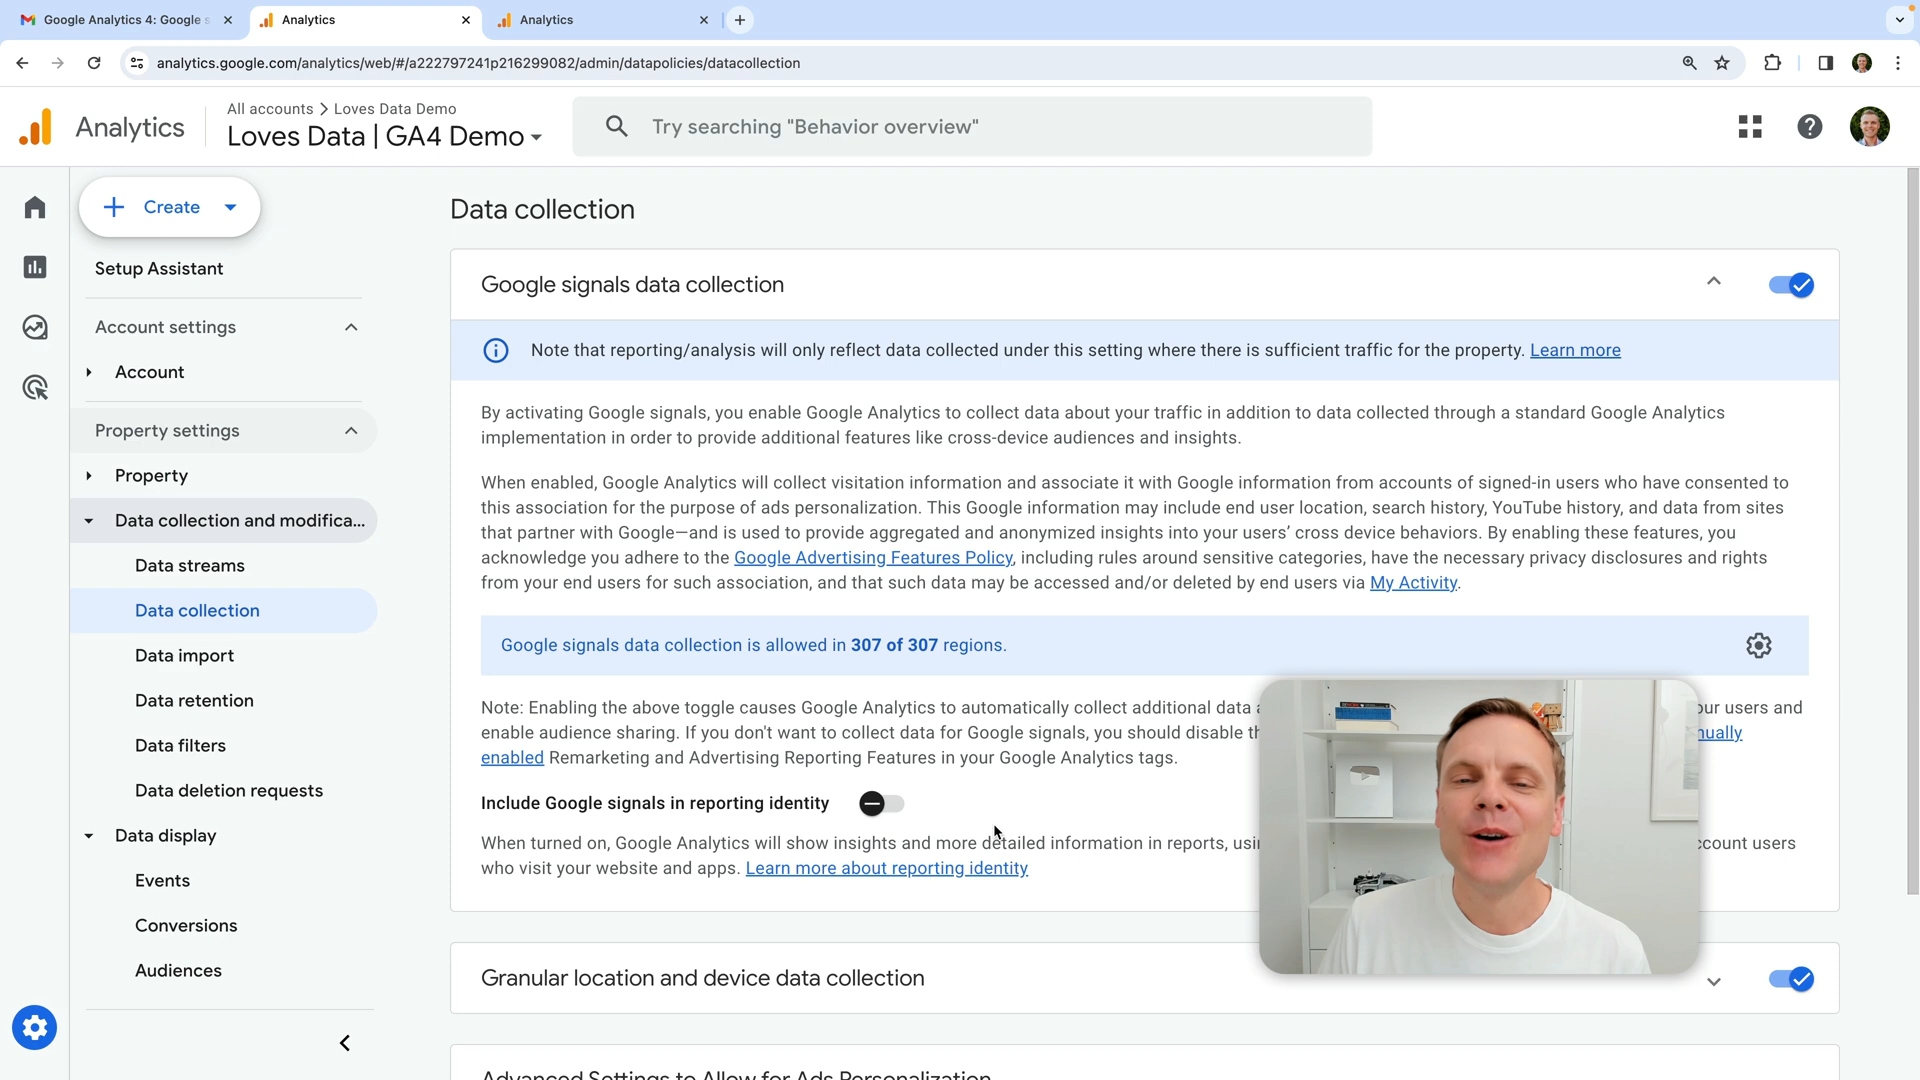 Google Analytics 4: Google s
Analytics
Analytics
analytics.google.com/analytics/web/#/a222797241p216299082/admin/datapolicies/datacollection
Analytics
All accounts > Loves Data Demo
Loves Data | GA4 Demo
Try searching "Behavior overview"
Create
Setup Assistant
Account settings
Account
Property settings
Property
Data collection and modifica...
Data streams
Data collection
Data import
Data retention
Data filters
Data deletion requests
Data display
Events
Conversions
Audiences
Data collection
Google signals data collection
Note that reporting/analysis will only reflect data collected under this setting where there is sufficient traffic for the property. Learn more
By activating Google signals, you enable Google Analytics to collect data about your traffic in addition to data collected through a standard Google Analytics
implementation in order to provide additional features like cross-device audiences and insights.
When enabled, Google Analytics will collect visitation information and associate it with Google information from accounts of signed-in users who have consented to
this association for the purpose of ads personalization. This Google information may include end user location, search history, YouTube history, and data from sites
that partner with Google—and is used to provide aggregated and anonymized insights into your users' cross device behaviors. By enabling these features, you
acknowledge you adhere to the Google Advertising Features Policy, including rules around sensitive categories, have the necessary privacy disclosures and rights
from your end users for such association, and that such data may be accessed and/or deleted by end users via My Activity.
Google signals data collection is allowed in 307 of 307 regions.
Note: Enabling the above toggle causes Google Analytics to automatically collect additional data our users and
enable audience sharing. If you don't want to collect data for Google signals, you should disable th nually
enabled Remarketing and Advertising Reporting Features in your Google Analytics tags.
Include Google signals in reporting identity
When turned on, Google Analytics will show insights and more detailed information in reports, usi ccount users
who visit your website and apps. Learn more about reporting identity
Granular location and device data collection
Advanced Settings to Allow for Ads Personalization